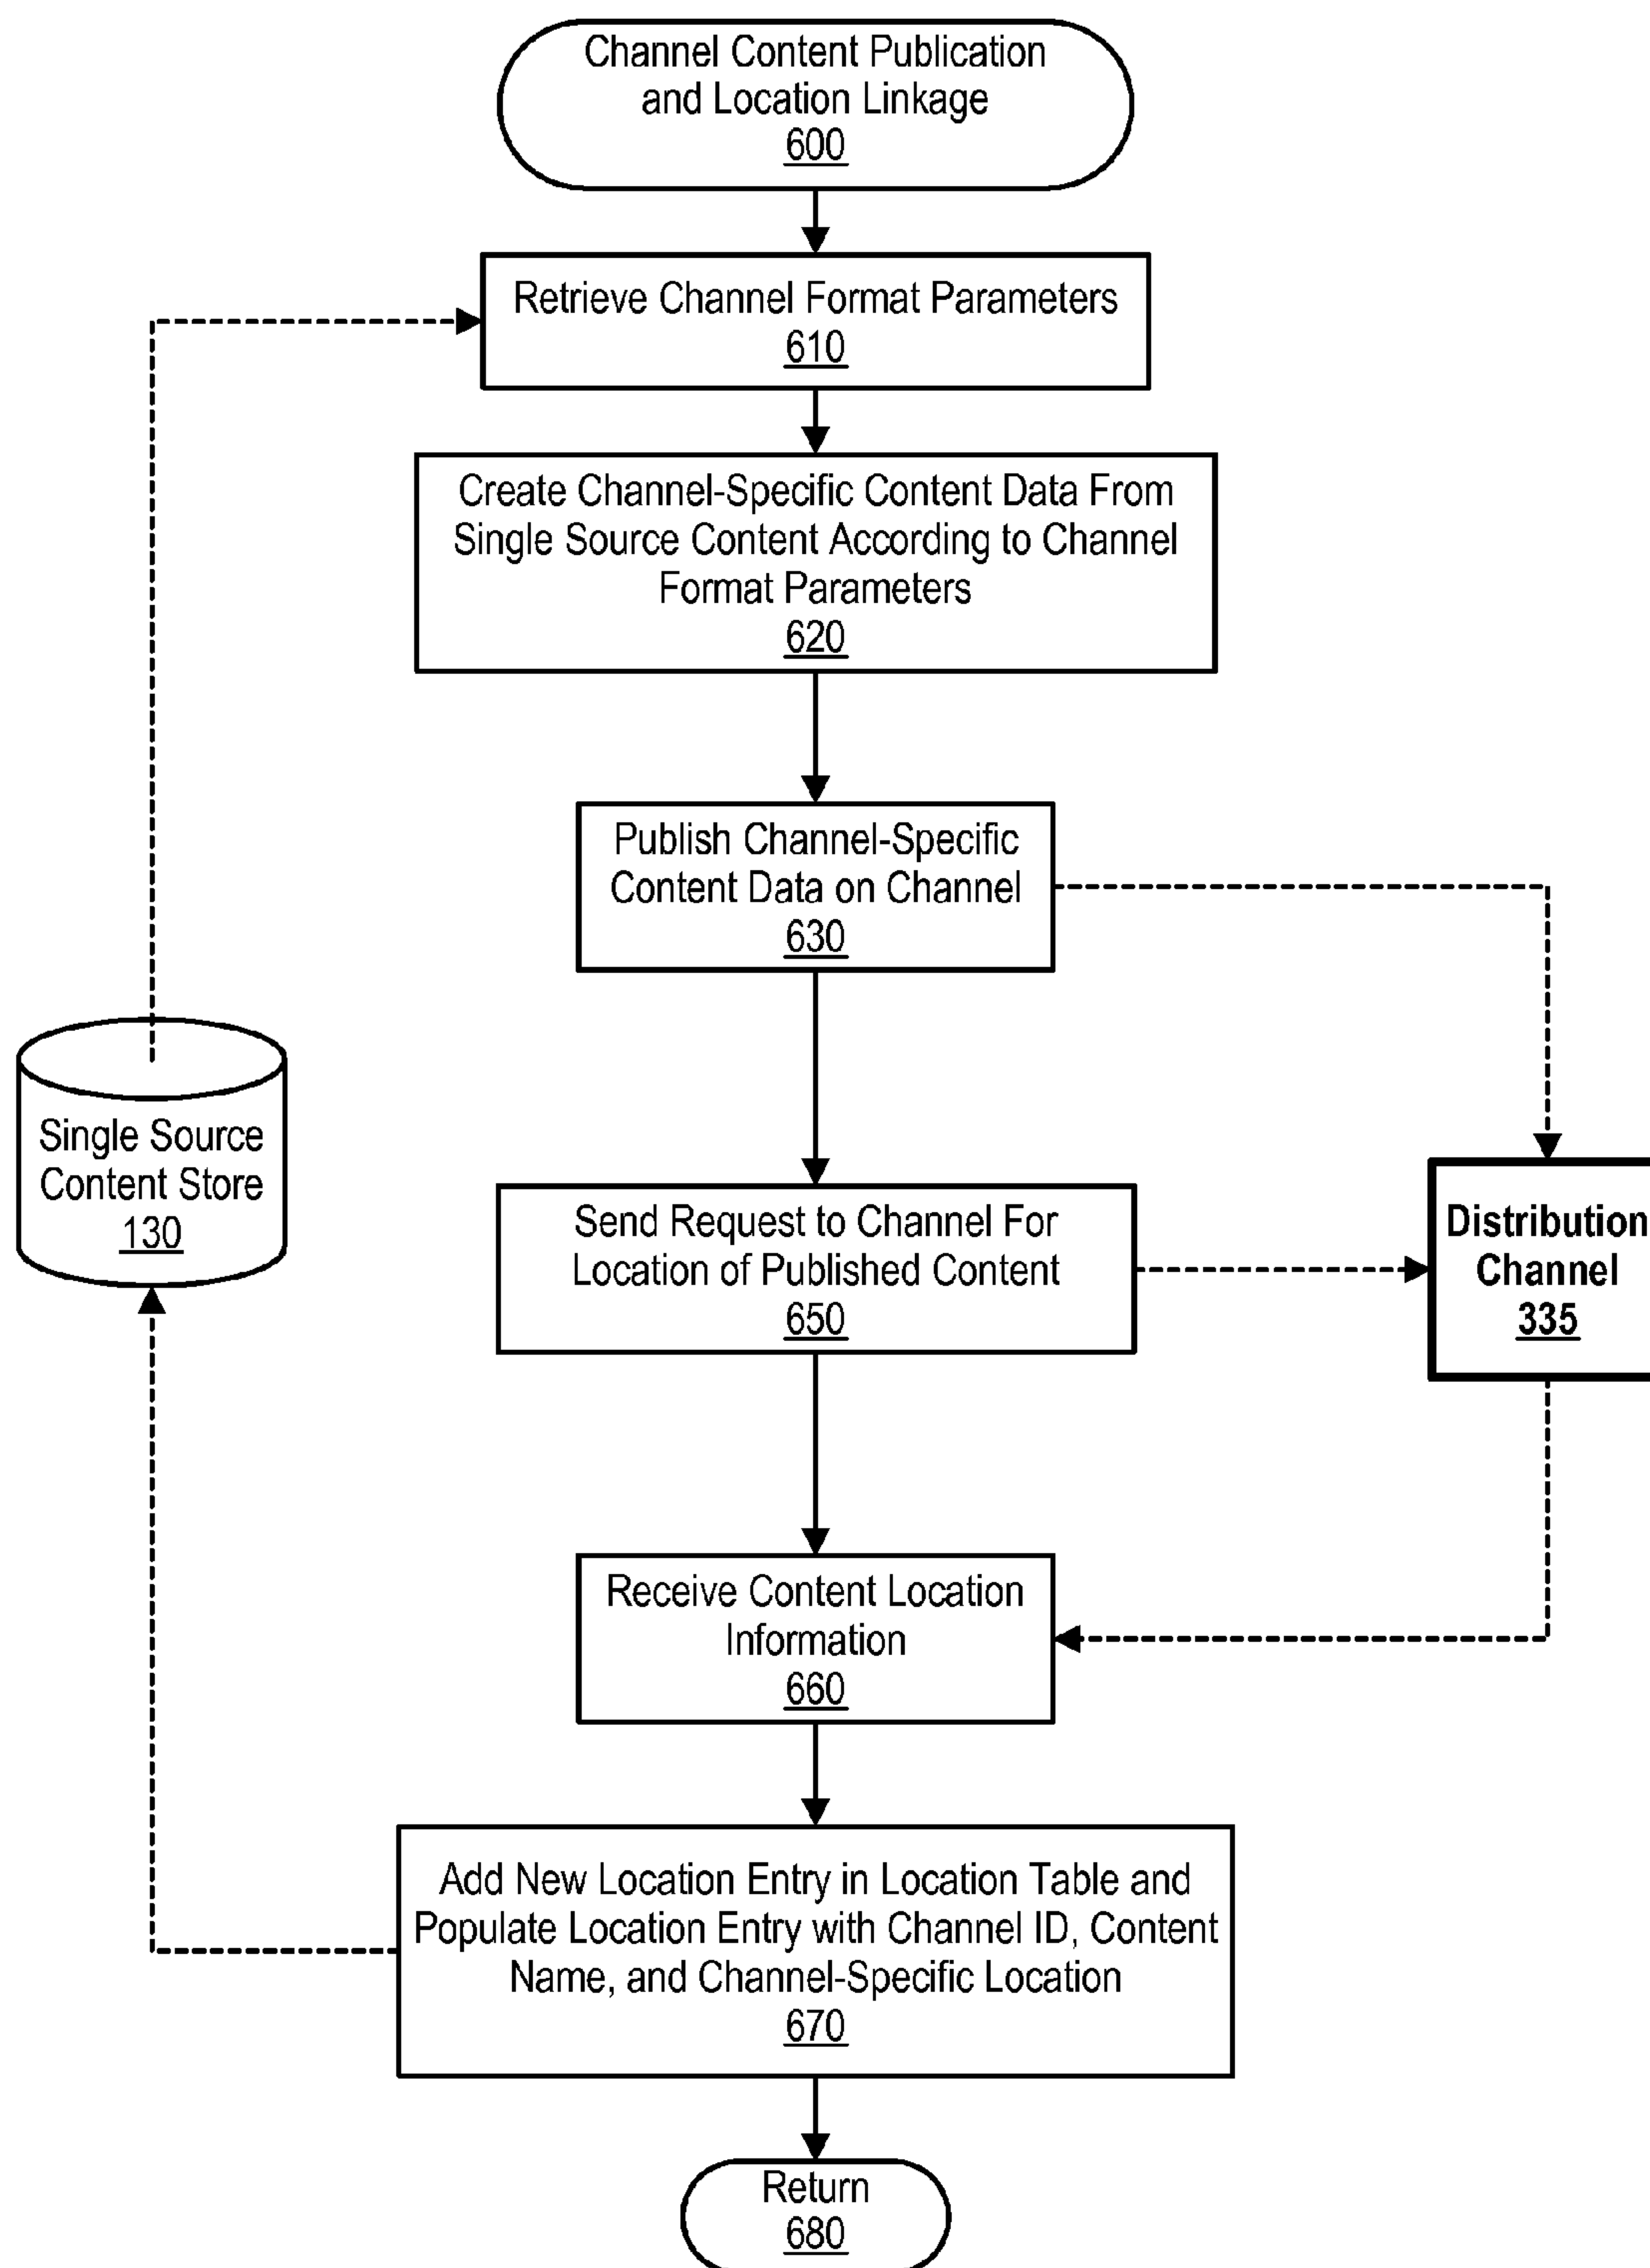 Channel Content Publication
and Location Linkage
600
Retrieve Channel Format Parameters
610
Create Channel-Specific Content Data From
Single Source Content According to Channel
Format Parameters
620
Publish Channel-Specific
Content Data on Channel
630
Single Source
Content Store
130
Send Request to Channel For
Location of Published Content
650
Distribution
Channel
335
Receive Content Location
Information
660
Add New Location Entry in Location Table and
Populate Location Entry with Channel ID, Content
Name, and Channel-Specific Location
670
Return
680